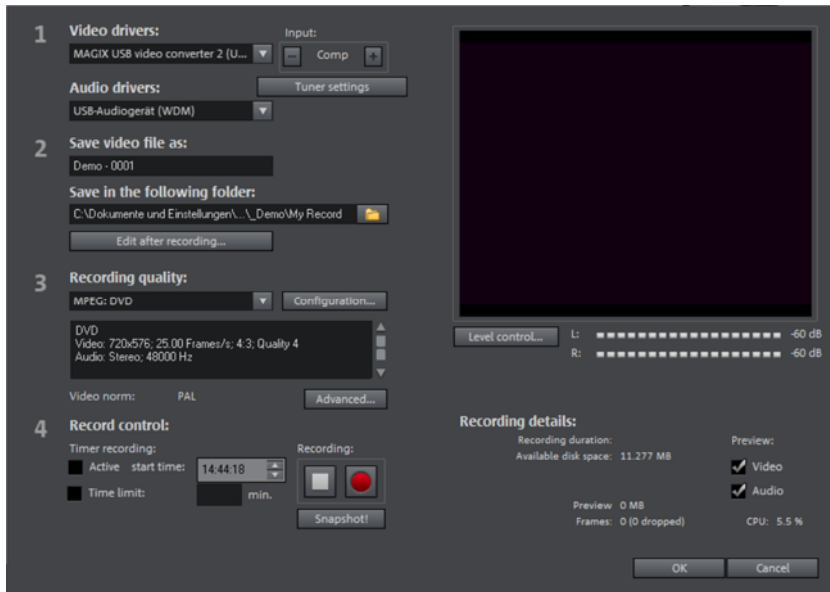 1
Video drivers:
Input:
MAGIX USB video converter 2 (U...
Comp
Audio drivers:
Tuner settings
USB-Audiogerät (WDM)
2
Save video file as:
Demo - 0001
Save in the following folder:
C:\Dokumente und Einstellungen\...\_Demo\My Record
Edit after recording...
3
Recording quality:
MPEG: DVD
Configuration...
DVD
Video: 720x576; 25.00 Frames/s; 4:3; Quality 4
Audio: Stereo; 48000 Hz
Video norm: PAL
Advanced...
4
Record control:
Timer recording:
Recording:
Active start time: 14:44:18
Time limit: min.
Snapshot!
Level control...
L: -60 dB
R: -60 dB
Recording details:
Recording duration:
Available disk space: 11.277 MB
Preview 0 MB
Frames: 0 (0 dropped)
Preview:
Video
Audio
CPU: 5.5 %
OK
Cancel